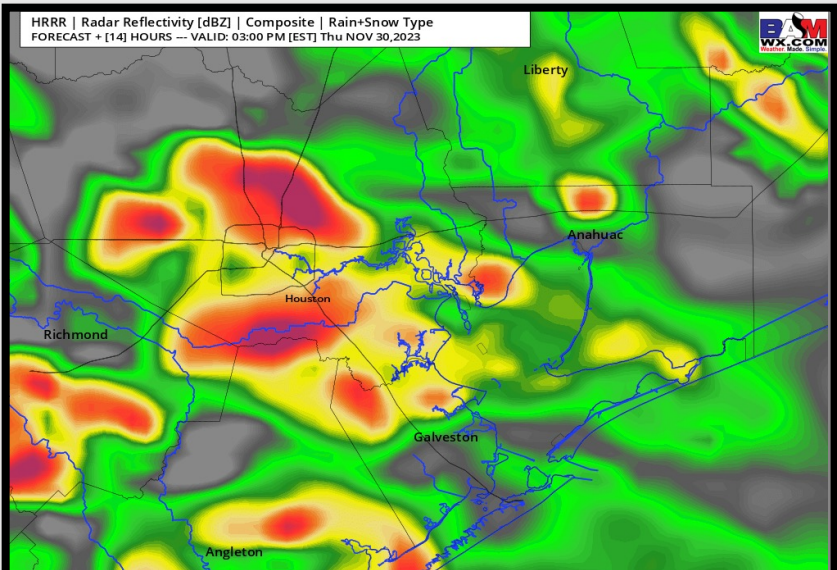 HRRR | Radar Reflectivity [dBZ] | Composite | Rain+Snow Type
FORECAST + [14] HOURS --- VALID: 03:00 PM [EST] Thu NOV 30,2023
BAM
WX.COM
Weather. Made. Simple.
Liberty
Anahuac
Houston
Richmond
Galveston
Angleton